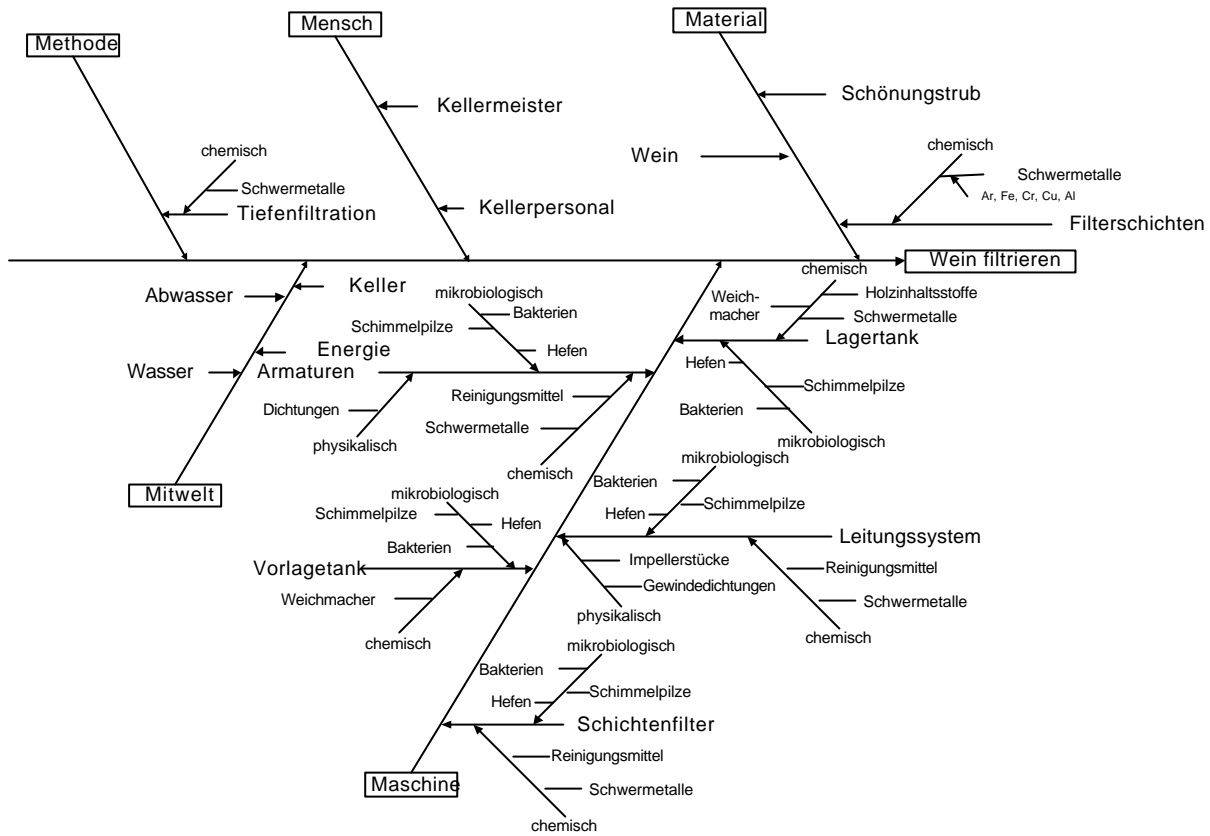 Methode
Mensch
Material
Kellermeister
Schönungstrub
Wein
chemisch
Schwermetalle
Tiefenfiltration
Kellerpersonal
chemisch
Schwermetalle
Ar, Fe, Cr, Cu, Al
Filterschichten
Wein filtrieren
Abwasser
Keller
Energie
Wasser
Mitwelt
Armaturen
mikrobiologisch
Bakterien
Schimmelpilze
Hefen
Dichtungen
physikalisch
Reinigungsmittel
Schwermetalle
chemisch
chemisch
Weich-
macher
Holzinhaltsstoffe
Schwermetalle
Lagertank
Hefen
Schimmelpilze
Bakterien
mikrobiologisch
mikrobiologisch
Schimmelpilze
Hefen
Bakterien
Vorlagetank
Weichmacher
chemisch
mikrobiologisch
Bakterien
Schimmelpilze
Hefen
Leitungssystem
Impellerstücke
Gewindedichtungen
physikalisch
Reinigungsmittel
Schwermetalle
chemisch
mikrobiologisch
Bakterien
Schimmelpilze
Hefen
Schichtenfilter
Reinigungsmittel
Schwermetalle
chemisch
Maschine